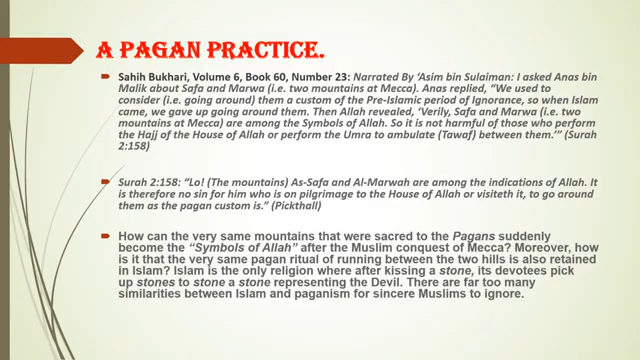 A PAGAN PRACTICE.
Sahih Bukhari, Volume 6, Book 60, Number 23: Narrated By ‘Asim bin Sulaiman: I asked Anas bin
Malik about Safa and Marwa (i.e. two mountains at Mecca). Anas replied, “We used to
consider (i.e. going around) them a custom of the Pre-Islamic period of Ignorance, so when Islam
came, we gave up going around them. Then Allah revealed, ‘Verily, Safa and Marwa (i.e. two
mountains at Mecca) are among the Symbols of Allah. So it is not harmful of those who perform
the Hajj of the House of Allah or perform the Umra to ambulate (Tawaf) between them.’” (Surah
2:158)
Surah 2:158: “Lo! (The mountains) As-Safa and Al-Marwah are among the indications of Allah. It
is therefore no sin for him who is on pilgrimage to the House of Allah or visiteth it, to go around
them as the pagan custom is.” (Pickthall)
How can the very same mountains that were sacred to the Pagans suddenly
become the “Symbols of Allah” after the Muslim conquest of Mecca? Moreover, how
is it that the very same pagan ritual of running between the two hills is also retained
in Islam? Islam is the only religion where after kissing a stone, its devotees pick
up stones to stone a stone representing the Devil. There are far too many
similarities between Islam and paganism for sincere Muslims to ignore.